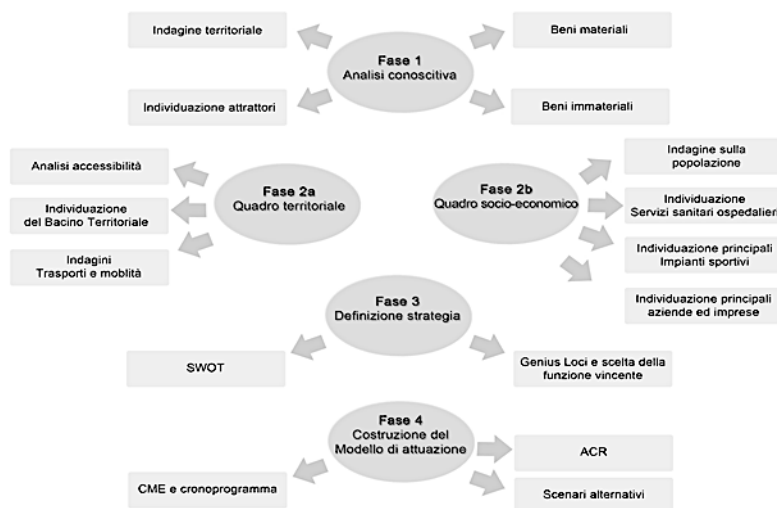 Indagine territoriale
Beni materiali
Fase 1
Analisi conoscitiva
Individuazione attrattori
Beni immateriali
Analisi accessibilità
Individuazione
del Bacino Territoriale
Indagini
Trasporti e moblità
Fase 2a
Quadro territoriale
Fase 2b
Quadro socio-economico
Indagine sulla
popolazione
Individuazione
Servizi sanitari ospedalieri
Individuazione principali
Impianti sportivi
Individuazione principali
aziende ed imprese
Fase 3
Definizione strategia
SWOT
Genius Loci e scelta della
funzione vincente
Fase 4
Costruzione del
Modello di attuazione
CME e cronoprogramma
ACR
Scenari alternativi